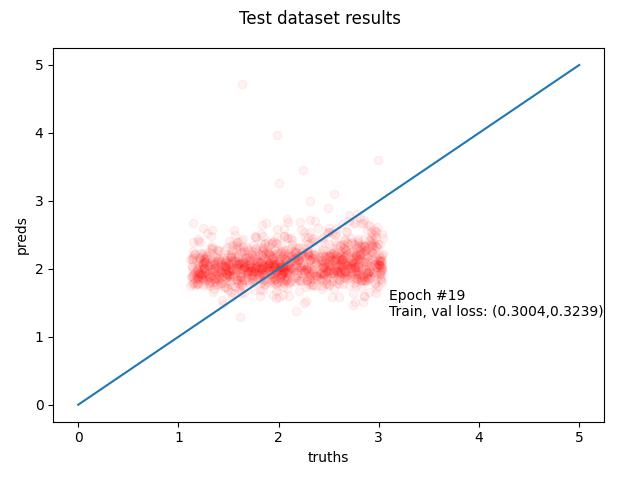 Test dataset results
5
4
3
2
1
0
preds
Epoch #19
Train, val loss: (0.3004,0.3239)
0 1 2 3 4 5
truths